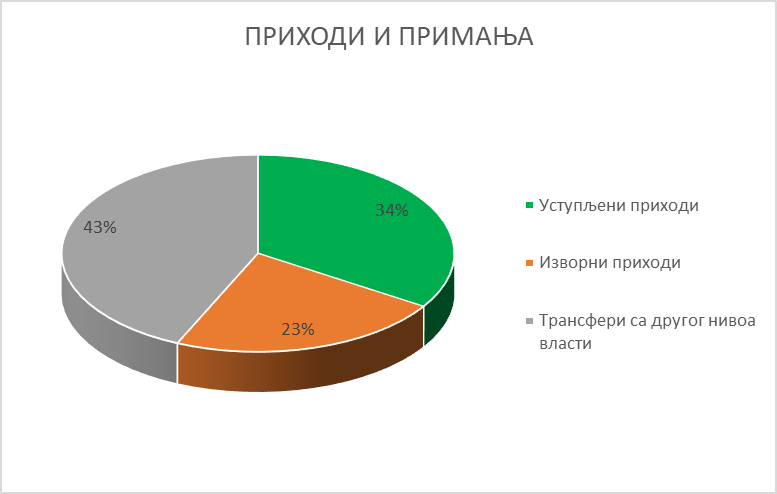 ПРИХОДИ И ПРИМАЊА
34%
43%
23%
Уступљени приходи
Изворни приходи
Трансфери са другог нивоа
власти